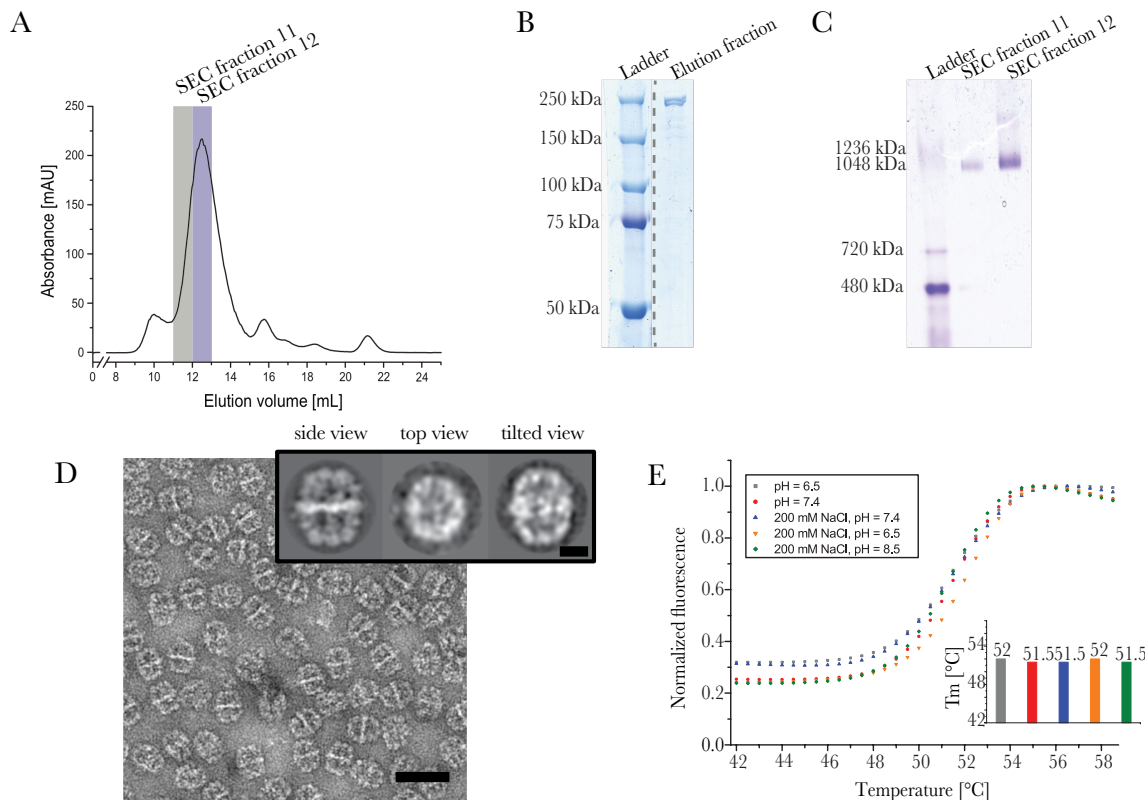 A
SEC fraction 11
SEC fraction 12
250
200
150
100
50
0
Absorbance [mAU]
0 8 10 12 14 16 18 20 22 24
Elution volume [mL]
B
Ladder
Elution fraction
250 kDa
150 kDa
100 kDa
75 kDa
50 kDa
C
Ladder
SEC fraction 11
SEC fraction 12
1236 kDa
1048 kDa
720 kDa
480 kDa
D
side view top view tilted view
E
pH = 6.5
pH = 7.4
200 mM NaCl, pH = 7.4
200 mM NaCl, pH = 6.5
200 mM NaCl, pH = 8.5
1.0
0.8
0.6
0.4
0.2
0.0
Normalized fluorescence
42 44 46 48 50 52 54 56 58
Temperature [°C]
54
48
42
Tm [°C]
52 51.5 51.5 52 51.5